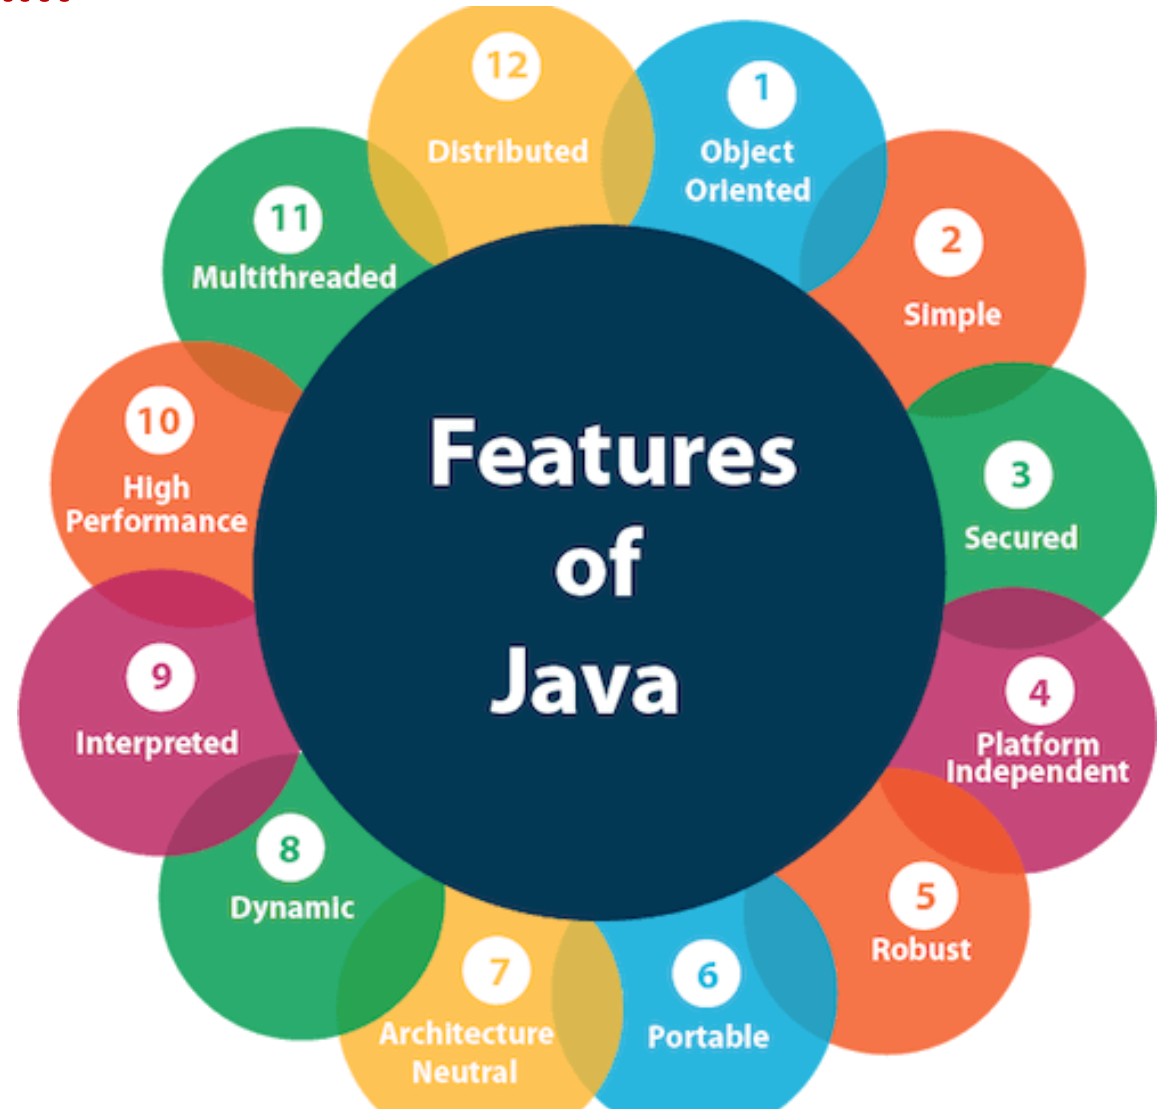 Features
of
Java
1
Object
Oriented
2
Simple
3
Secured
4
Platform
Independent
5
Robust
6
Portable
7
Architecture
Neutral
8
Dynamic
9
Interpreted
10
High
Performance
11
Multithreaded
12
Distributed